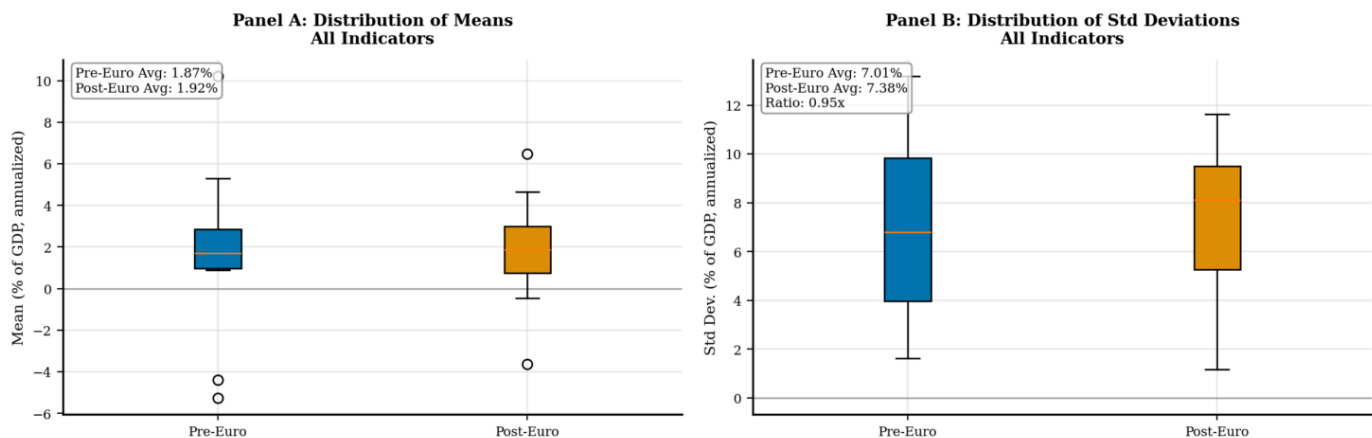 Panel A: Distribution of Means
All Indicators
Pre-Euro Avg: 1.87%
Post-Euro Avg: 1.92%
Mean (% of GDP, annualized)
10
8
6
4
2
0
−2
−4
−6
Pre-Euro
Post-Euro
Panel B: Distribution of Std Deviations
All Indicators
Pre-Euro Avg: 7.01%
Post-Euro Avg: 7.38%
Ratio: 0.95x
Std Dev. (% of GDP, annualized)
12
10
8
6
4
2
0
Pre-Euro
Post-Euro